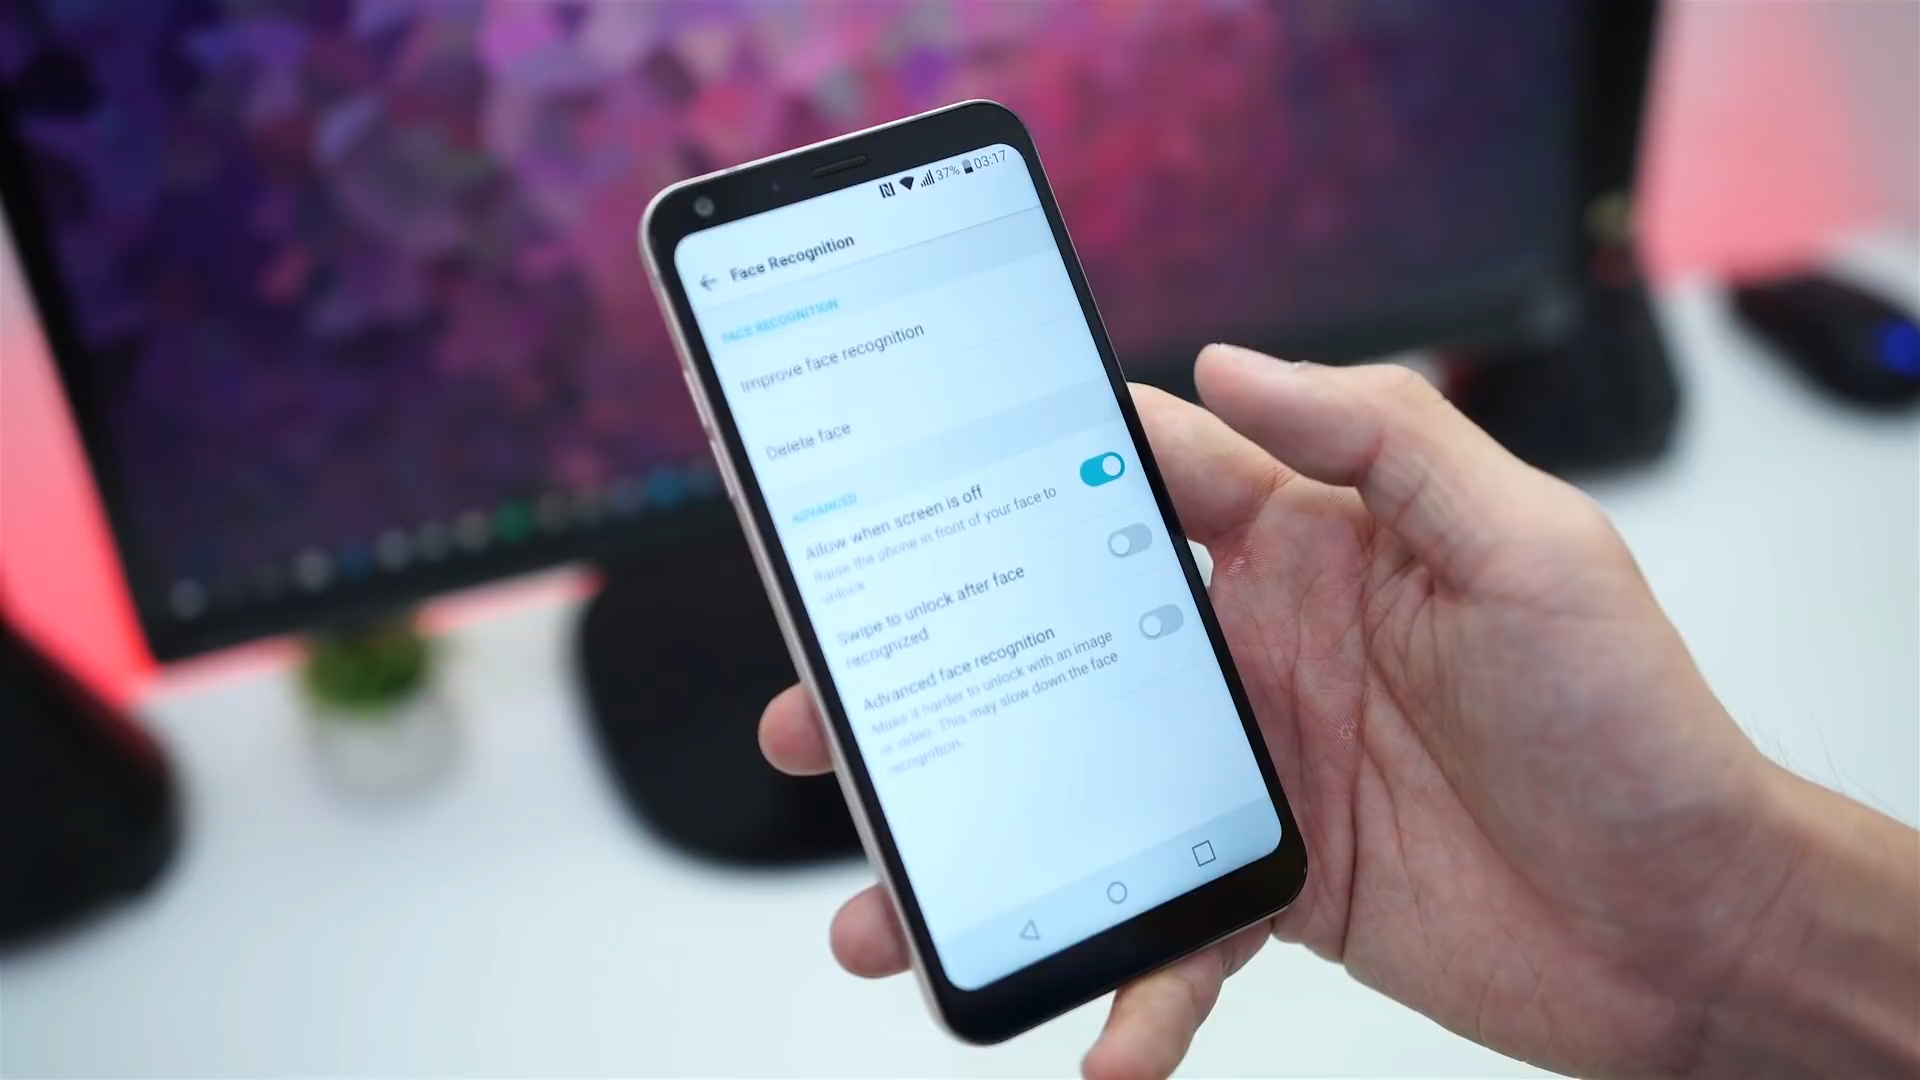 37% 03:17
Face Recognition
FACE RECOGNITION
Improve face recognition
Delete face
ADVANCED
Allow when screen is off
Raise the phone in front of your face to
unlock
Swipe to unlock after face
recognized
Advanced face recognition
Make it harder to unlock with an image
or video. This may slow down the face
recognition.